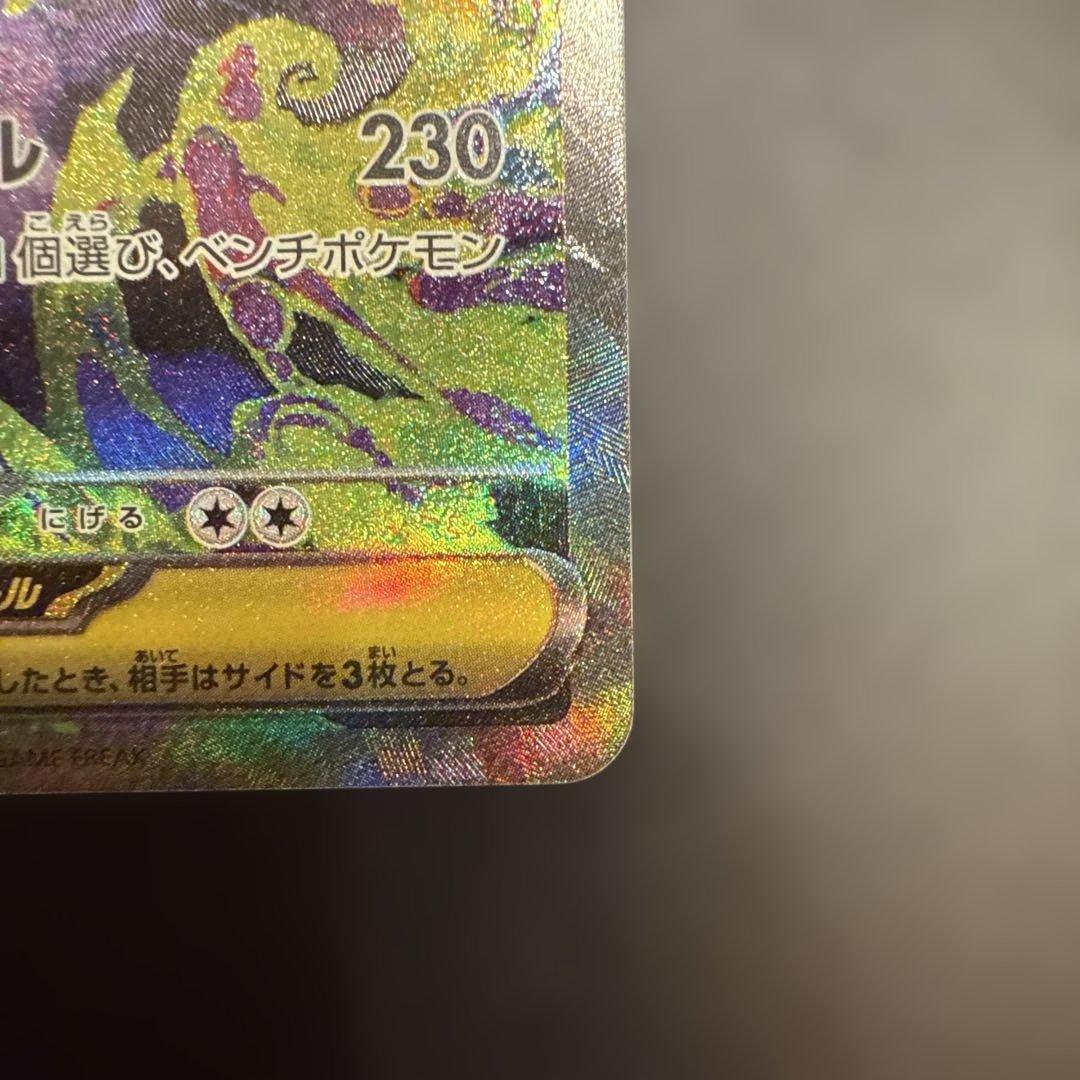 ル 230
個選び、ベンチポケモン
にげる
ール
したとき、相手はサイドを3枚とる。
GAME FREAK